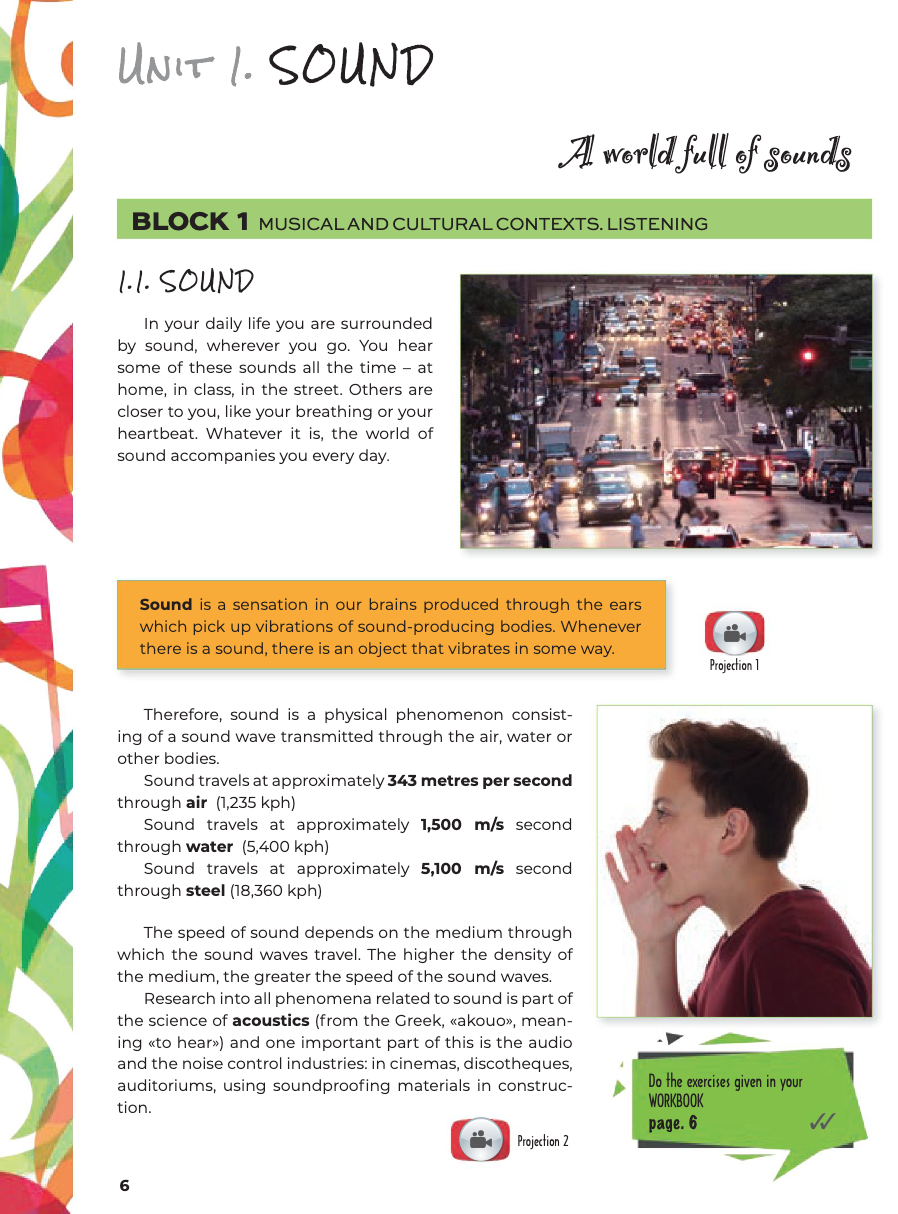 Unit 1. SOUND
A world full of sounds
BLOCK 1 MUSICAL AND CULTURAL CONTEXTS. LISTENING
1.1. SOUND
In your daily life you are surrounded
by sound, wherever you go. You hear
some of these sounds all the time – at
home, in class, in the street. Others are
closer to you, like your breathing or your
heartbeat. Whatever it is, the world of
sound accompanies you every day.
Sound is a sensation in our brains produced through the ears
which pick up vibrations of sound-producing bodies. Whenever
there is a sound, there is an object that vibrates in some way.
Projection 1
Therefore, sound is a physical phenomenon consist-
ing of a sound wave transmitted through the air, water or
other bodies.
Sound travels at approximately 343 metres per second
through air (1,235 kph)
Sound travels at approximately 1,500 m/s second
through water (5,400 kph)
Sound travels at approximately 5,100 m/s second
through steel (18,360 kph)
The speed of sound depends on the medium through
which the sound waves travel. The higher the density of
the medium, the greater the speed of the sound waves.
Research into all phenomena related to sound is part of
the science of acoustics (from the Greek, «akouo», mean-
ing «to hear») and one important part of this is the audio
and the noise control industries: in cinemas, discotheques,
auditoriums, using soundproofing materials in construc-
tion.
Projection 2
Do the exercises given in your
WORKBOOK
page. 6
6